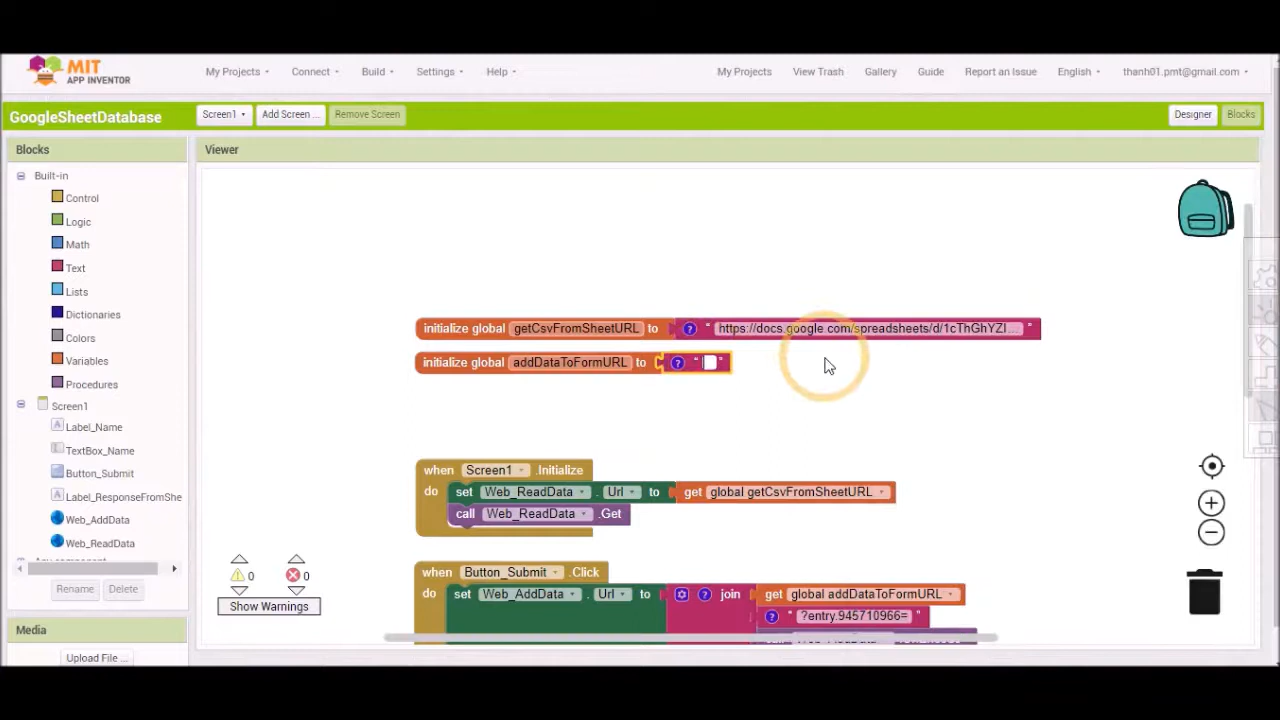 MIT
APP INVENTOR
My Projects
Connect
Build
Settings
Help
My Projects
View Trash
Gallery
Guide
Report an Issue
English
thanh01.pmt@gmail.com
GoogleSheetDatabase
Screen1
Add Screen ...
Remove Screen
Designer
Blocks
Blocks
Viewer
Built-in
Control
Logic
Math
Text
Lists
Dictionaries
Colors
Variables
Procedures
Screen1
Label_Name
TextBox_Name
Button_Submit
Label_ResponseFromShe
Web_AddData
Web_ReadData
Rename
Delete
Media
Upload File ...
initialize global getCsvFromSheetURL to ? " https://docs.google.com/spreadsheets/d/1cThGhYZI... "
initialize global addDataToFormURL to ? " "
when Screen1 .Initialize
do set Web_ReadData . Url to get global getCsvFromSheetURL
call Web_ReadData .Get
when Button_Submit .Click
do set Web_AddData . Url to ? join get global addDataToFormURL
? " ?entry.945710966= "
0
0
Show Warnings